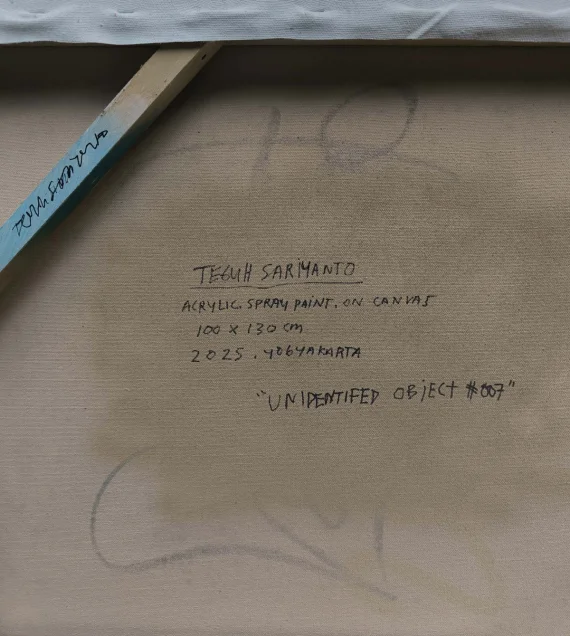 TEGUH SARIYANTO
ACRYLIC. SPRAY PAINT. ON CANVAS
100 X 130 cm
2025. YOGYAKARTA
"UNIDENTIFED OBJECT #007"